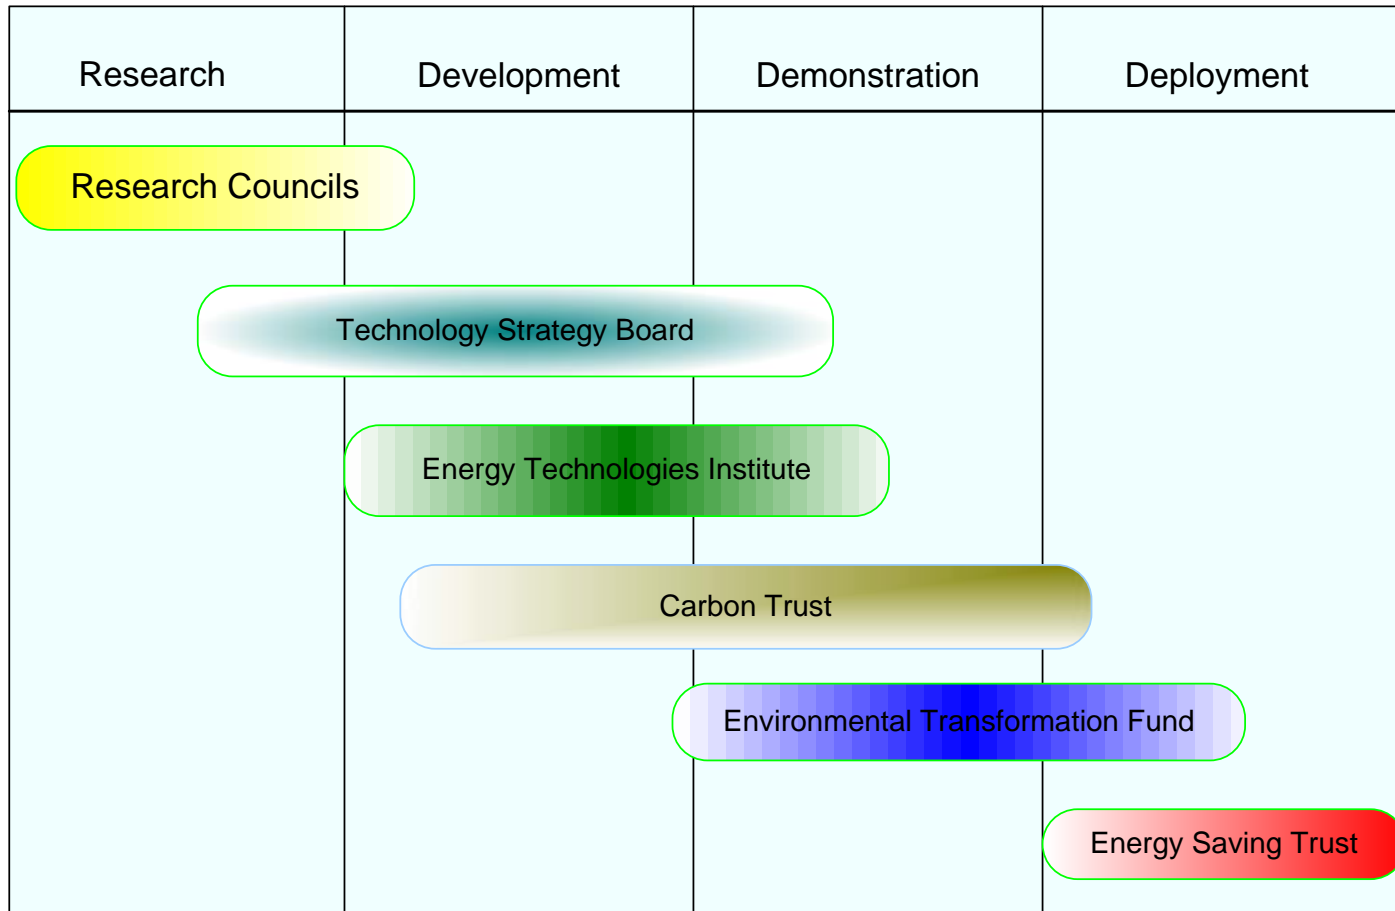 Research
Development
Demonstration
Deployment
Research Councils
Technology Strategy Board
Energy Technologies Institute
Carbon Trust
Environmental Transformation Fund
Energy Saving Trust